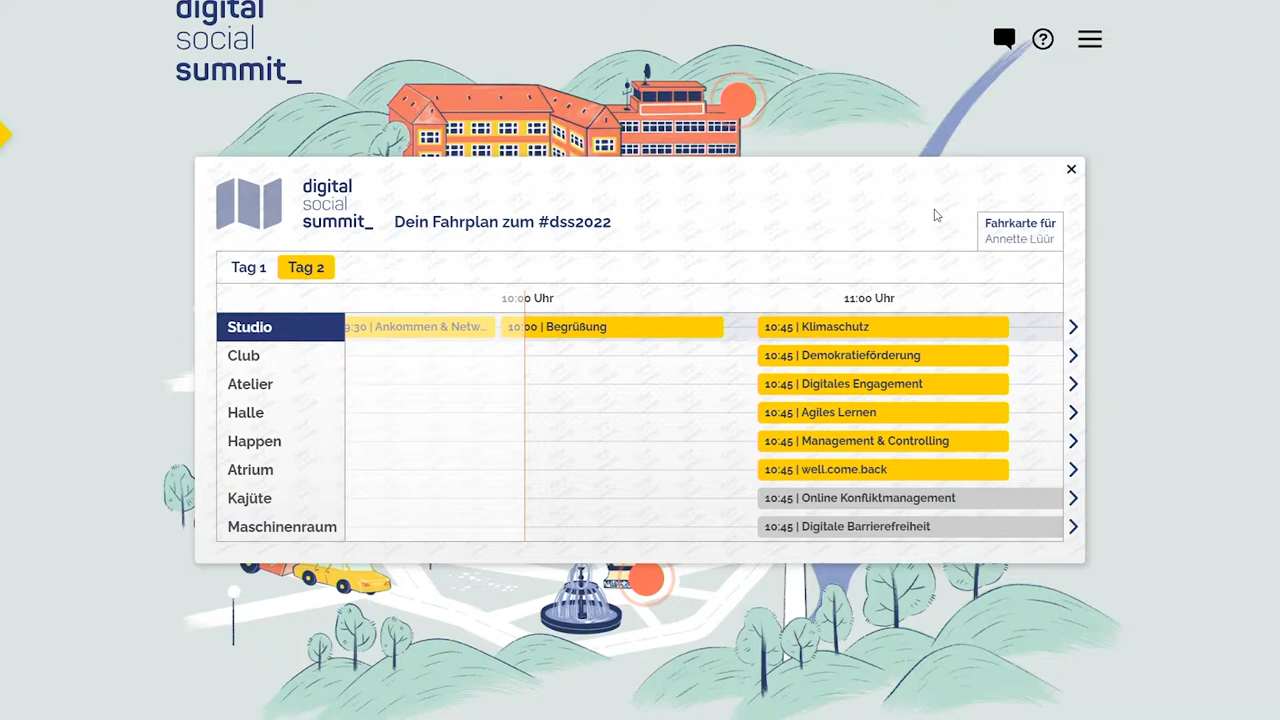 digital
social
summit_
digital
social
summit_
Dein Fahrplan zum #dss2022
Fahrkarte für
Annette Lüür
Tag 1
Tag 2
10:00 Uhr
11:00 Uhr
Studio
9:30 | Ankommen & Netw...
10:00 | Begrüßung
10:45 | Klimaschutz
Club
10:45 | Demokratieförderung
Atelier
10:45 | Digitales Engagement
Halle
10:45 | Agiles Lernen
Happen
10:45 | Management & Controlling
Atrium
10:45 | well.come.back
Kajüte
10:45 | Online Konfliktmanagement
Maschinenraum
10:45 | Digitale Barrierefreiheit